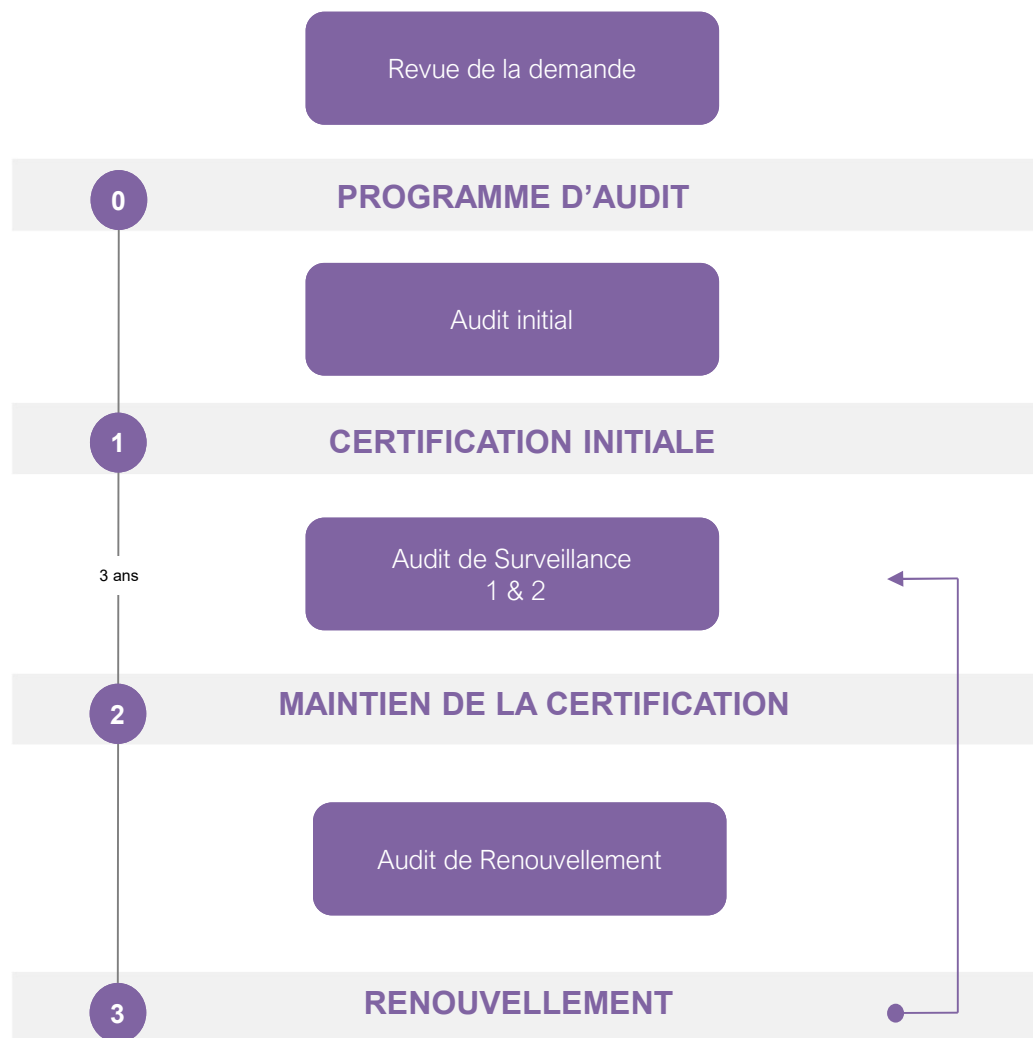 Revue de la demande
0
PROGRAMME D’AUDIT
Audit initial
1
CERTIFICATION INITIALE
Audit de Surveillance
1 & 2
3 ans
2
MAINTIEN DE LA CERTIFICATION
Audit de Renouvellement
3
RENOUVELLEMENT